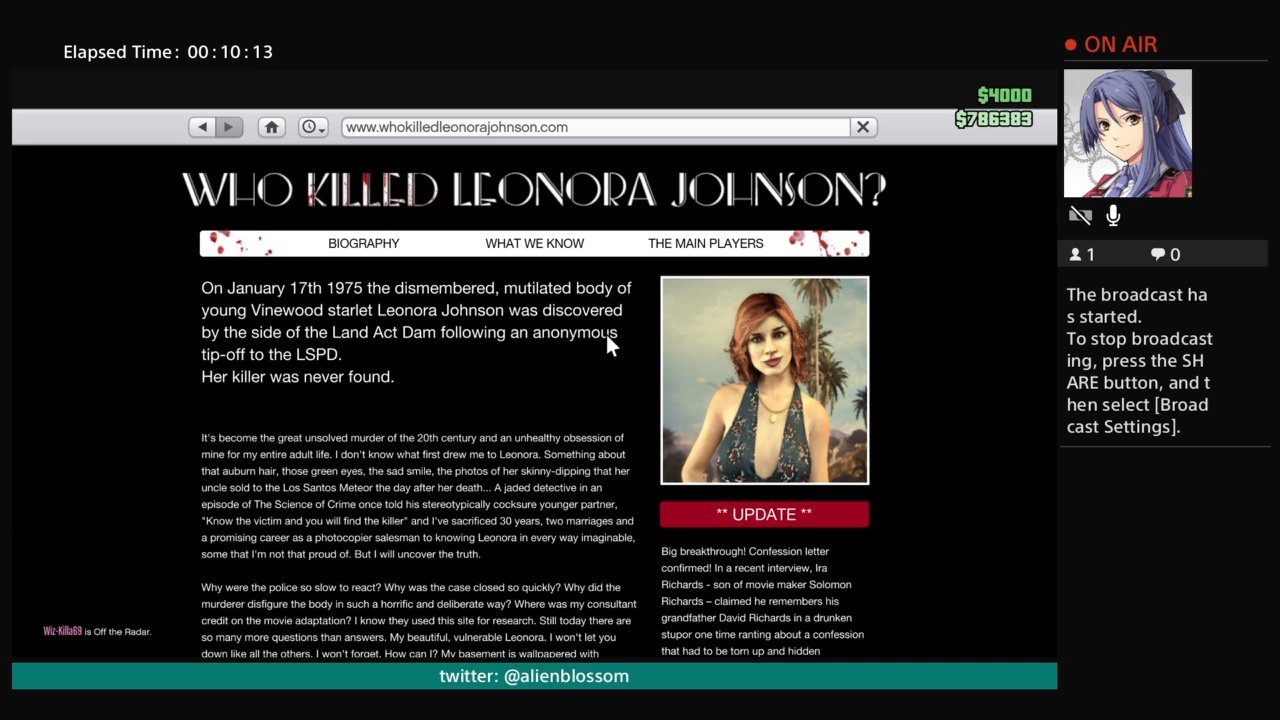 Elapsed Time: 00:10:13
ON AIR
$4000
$786383
www.whokilledleonorajohnson.com
WHO KILLED LEONORA JOHNSON?
BIOGRAPHY
WHAT WE KNOW
THE MAIN PLAYERS
On January 17th 1975 the dismembered, mutilated body of
young Vinewood starlet Leonora Johnson was discovered
by the side of the Land Act Dam following an anonymous
tip-off to the LSPD.
Her killer was never found.
It's become the great unsolved murder of the 20th century and an unhealthy obsession of
mine for my entire adult life. I don't know what first drew me to Leonora. Something about
that auburn hair, those green eyes, the sad smile, the photos of her skinny-dipping that her
uncle sold to the Los Santos Meteor the day after her death... A jaded detective in an
episode of The Science of Crime once told his stereotypically cocksure younger partner,
"Know the victim and you will find the killer" and I've sacrificed 30 years, two marriages and
a promising career as a photocopier salesman to knowing Leonora in every way imaginable,
some that I'm not that proud of. But I will uncover the truth.
Why were the police so slow to react? Why was the case closed so quickly? Why did the
murderer disfigure the body in such a horrific and deliberate way? Where was my consultant
credit on the movie adaptation? I know they used this site for research. Still today there are
so many more questions than answers. My beautiful, vulnerable Leonora. I won't let you
down like all the others. I won't forget. How can I? My basement is wallpapered with
** UPDATE **
Big breakthrough! Confession letter
confirmed! In a recent interview, Ira
Richards - son of movie maker Solomon
Richards – claimed he remembers his
grandfather David Richards in a drunken
stupor one time ranting about a confession
that had to be torn up and hidden
Wiz-Killa69 is Off the Radar.
twitter: @alienblossom
1
0
The broadcast ha
s started.
To stop broadcast
ing, press the SH
ARE button, and t
hen select [Broad
cast Settings].